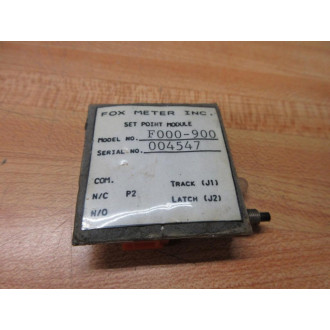 FOX METER INC.
SET POINT MODULE
MODEL NO. F000-900
SERIAL NO. 004547
COM.
N/C P2 TRACK (J1)
N/O LATCH (J2)